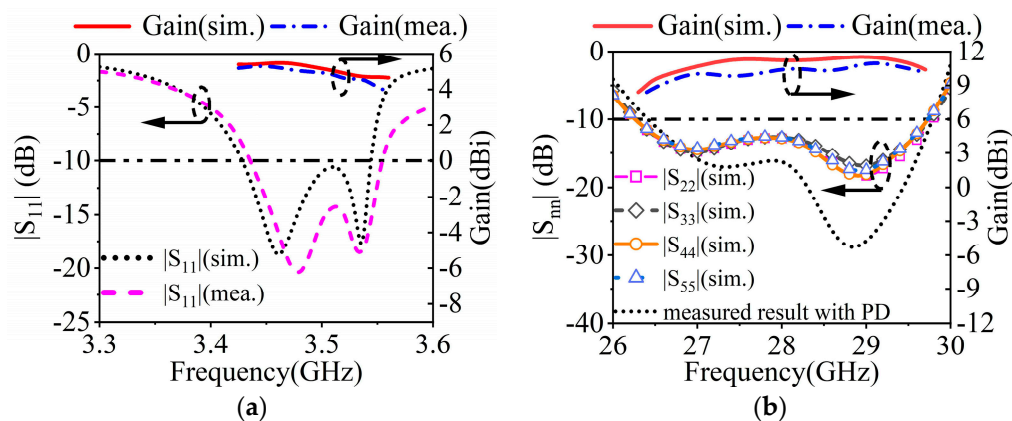 Gain(sim.)
Gain(mea.)
0
-5
-10
-15
-20
-25
|S11| (dB)
6
4
2
0
-2
-4
-6
-8
Gain(dBi)
|S11|(sim.)
|S11|(mea.)
3.3
3.4
3.5
3.6
Frequency(GHz)
(a)
Gain(sim.)
Gain(mea.)
0
-10
-20
-30
-40
|Snn| (dB)
12
9
6
3
0
-3
-6
-9
-12
Gain(dBi)
|S22|(sim.)
|S33|(sim.)
|S44|(sim.)
|S55|(sim.)
measured result with PD
26
27
28
29
30
Frequency(GHz)
(b)